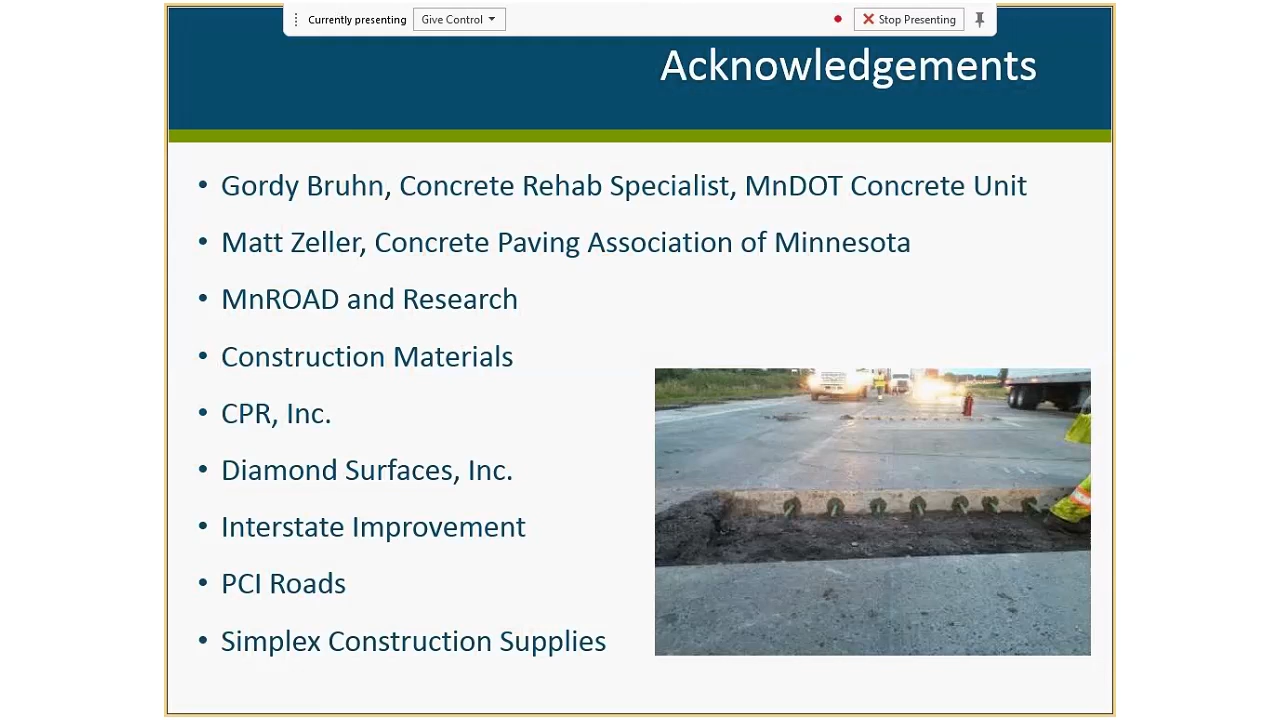 Currently presenting
Give Control
Stop Presenting
Acknowledgements
• Gordy Bruhn, Concrete Rehab Specialist, MnDOT Concrete Unit
• Matt Zeller, Concrete Paving Association of Minnesota
• MnROAD and Research
• Construction Materials
• CPR, Inc.
• Diamond Surfaces, Inc.
• Interstate Improvement
• PCI Roads
• Simplex Construction Supplies